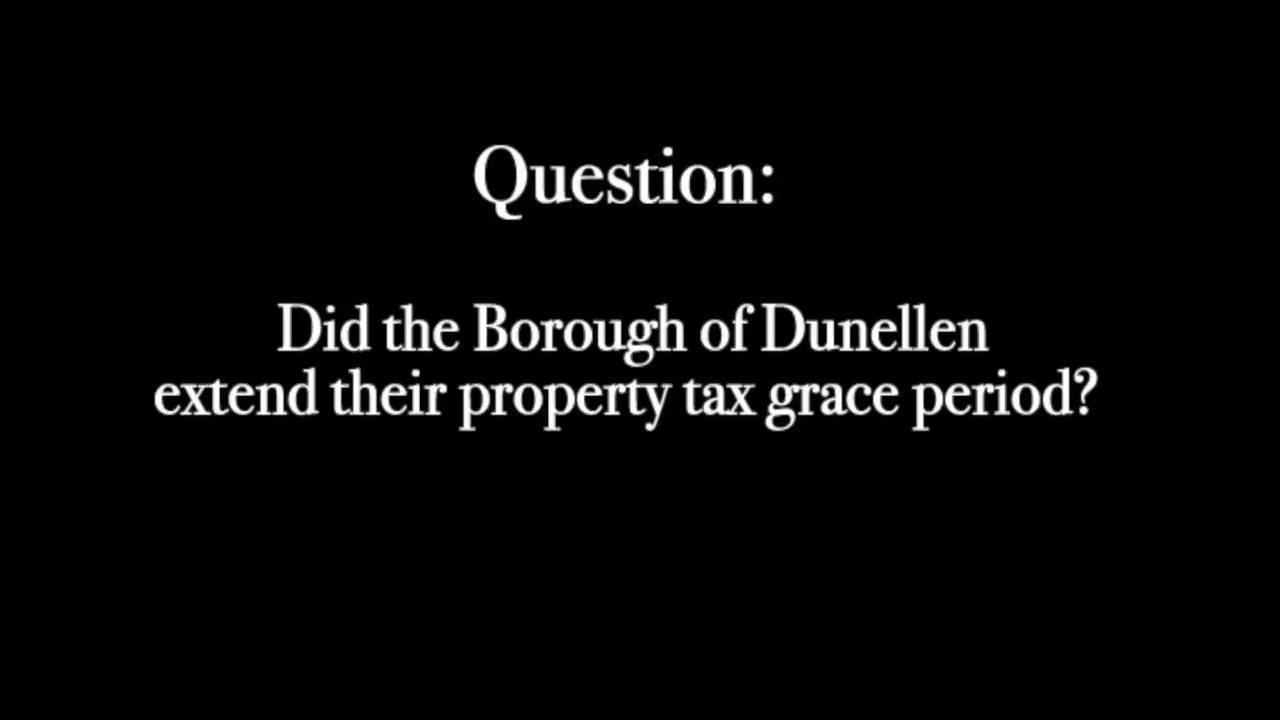 Question:
Did the Borough of Dunellen
extend their property tax grace period?